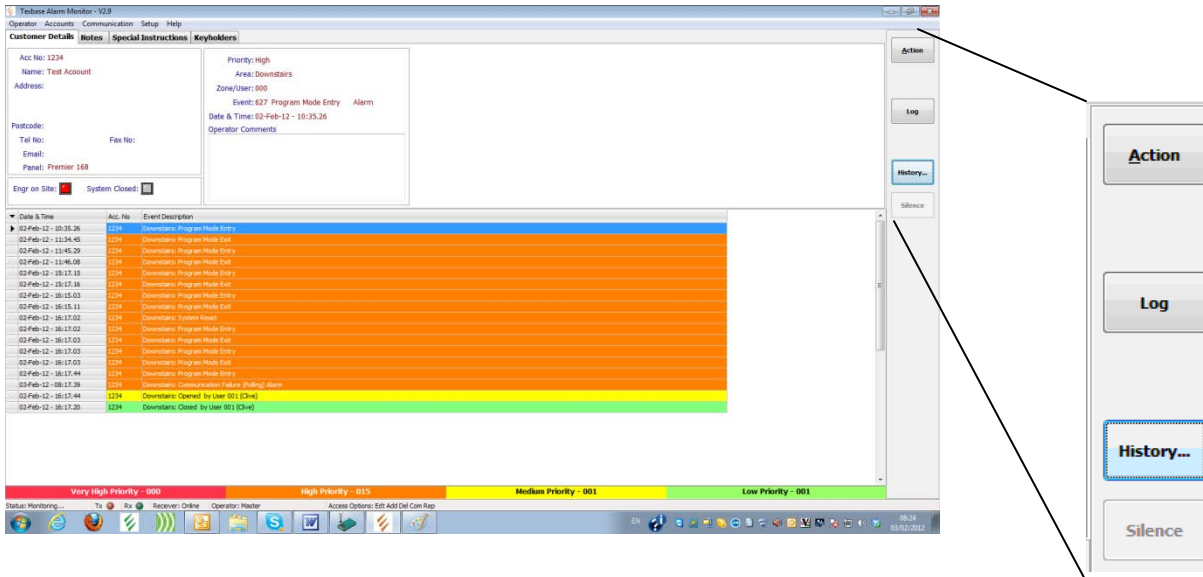 Texbase Alarm Monitor - V2.9
Operator Accounts Communication Setup Help
Customer Details Notes Special Instructions Keyholders
Acc No: 1234
Name: Test Acoount
Address:
Postcode:
Tel No: Fax No:
Email:
Panel: Premier 168
Engr on Site: System Closed:
Priority: High
Area: Downstairs
Zone/User: 000
Event: 627 Program Mode Entry Alarm
Date & Time: 02-Feb-12 - 10:35.26
Operator Comments
Action
Log
History...
Silence
Date & Time Acc. No Event Description
02-Feb-12 - 10:35.26 1234 Downstairs: Program Mode Entry
02-Feb-12 - 11:34.45 1234 Downstairs: Program Mode Exit
02-Feb-12 - 11:45.29 1234 Downstairs: Program Mode Entry
02-Feb-12 - 11:46.08 1234 Downstairs: Program Mode Exit
02-Feb-12 - 15:17.15 1234 Downstairs: Program Mode Entry
02-Feb-12 - 15:17.16 1234 Downstairs: Program Mode Exit
02-Feb-12 - 16:15.03 1234 Downstairs: Program Mode Entry
02-Feb-12 - 16:15.11 1234 Downstairs: Program Mode Exit
02-Feb-12 - 16:17.02 1234 Downstairs: System Reset
02-Feb-12 - 16:17.02 1234 Downstairs: Program Mode Entry
02-Feb-12 - 16:17.03 1234 Downstairs: Program Mode Exit
02-Feb-12 - 16:17.03 1234 Downstairs: Program Mode Entry
02-Feb-12 - 16:17.03 1234 Downstairs: Program Mode Exit
02-Feb-12 - 16:17.44 1234 Downstairs: Program Mode Entry
03-Feb-12 - 08:17.39 1234 Downstairs: Communication Failure (Polling) Alarm
02-Feb-12 - 16:17.44 1234 Downstairs: Opened by User 001 (Clive)
02-Feb-12 - 16:17.20 1234 Downstairs: Closed by User 001 (Clive)
Very High Priority - 000 High Priority - 015 Medium Priority - 001 Low Priority - 001
Status: Monitoring... Tx Rx Receiver: Online Operator: Master Access Options: Edt Add Del Com Rep
EN 08:24
03/02/2012
Action
Log
History...
Silence